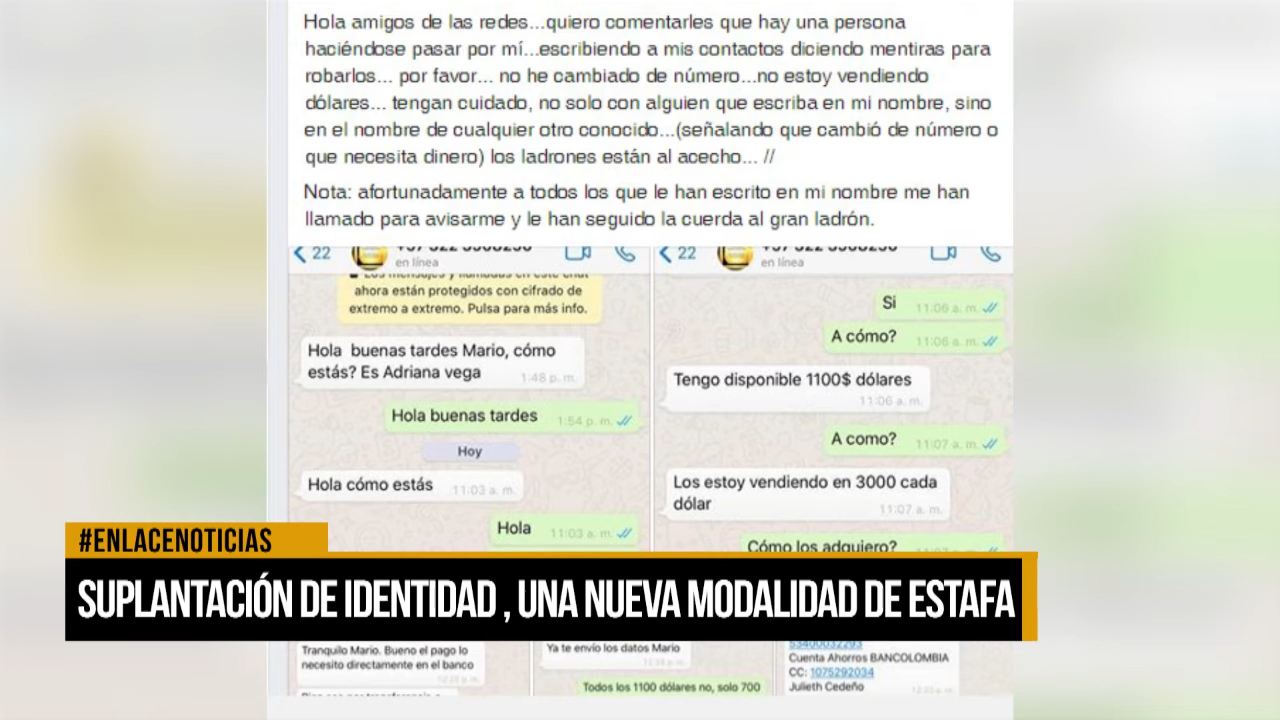 Hola amigos de las redes...quiero comentarles que hay una persona
haciéndose pasar por mí...escribiendo a mis contactos diciendo mentiras para
robarlos... por favor... no he cambiado de número...no estoy vendiendo
dólares... tengan cuidado, no solo con alguien que escriba en mi nombre, sino
en el nombre de cualquier otro conocido...(señalando que cambió de número o
que necesita dinero) los ladrones están al acecho... //
Nota: afortunadamente a todos los que le han escrito en mi nombre me han
llamado para avisarme y le han seguido la cuerda al gran ladrón.
22
en línea
Los mensajes y llamadas en este chat
ahora están protegidos con cifrado de
extremo a extremo. Pulsa para más info.
Hola buenas tardes Mario, cómo
estás? Es Adriana vega
1:48 p. m.
Hola buenas tardes
1:54 p. m.
Hoy
Hola cómo estás
11:03 a. m.
Hola
11:03 a. m.
22
en línea
Si
11:06 a. m.
A cómo?
11:06 a. m.
Tengo disponible 1100$ dólares
11:06 a. m.
A como?
11:07 a. m.
Los estoy vendiendo en 3000 cada
dólar
11:07 a. m.
Cómo los adquiero?
#ENLACENOTICIAS
SUPLANTACIÓN DE IDENTIDAD , UNA NUEVA MODALIDAD DE ESTAFA
Tranquilo Mario. Bueno el pago lo
necesito directamente en el banco
Ya te envío los datos Mario
Todos los 1100 dólares no, solo 700
Cuenta Ahorros BANCOLOMBIA
CC: 1075292034
Julieth Cedeño